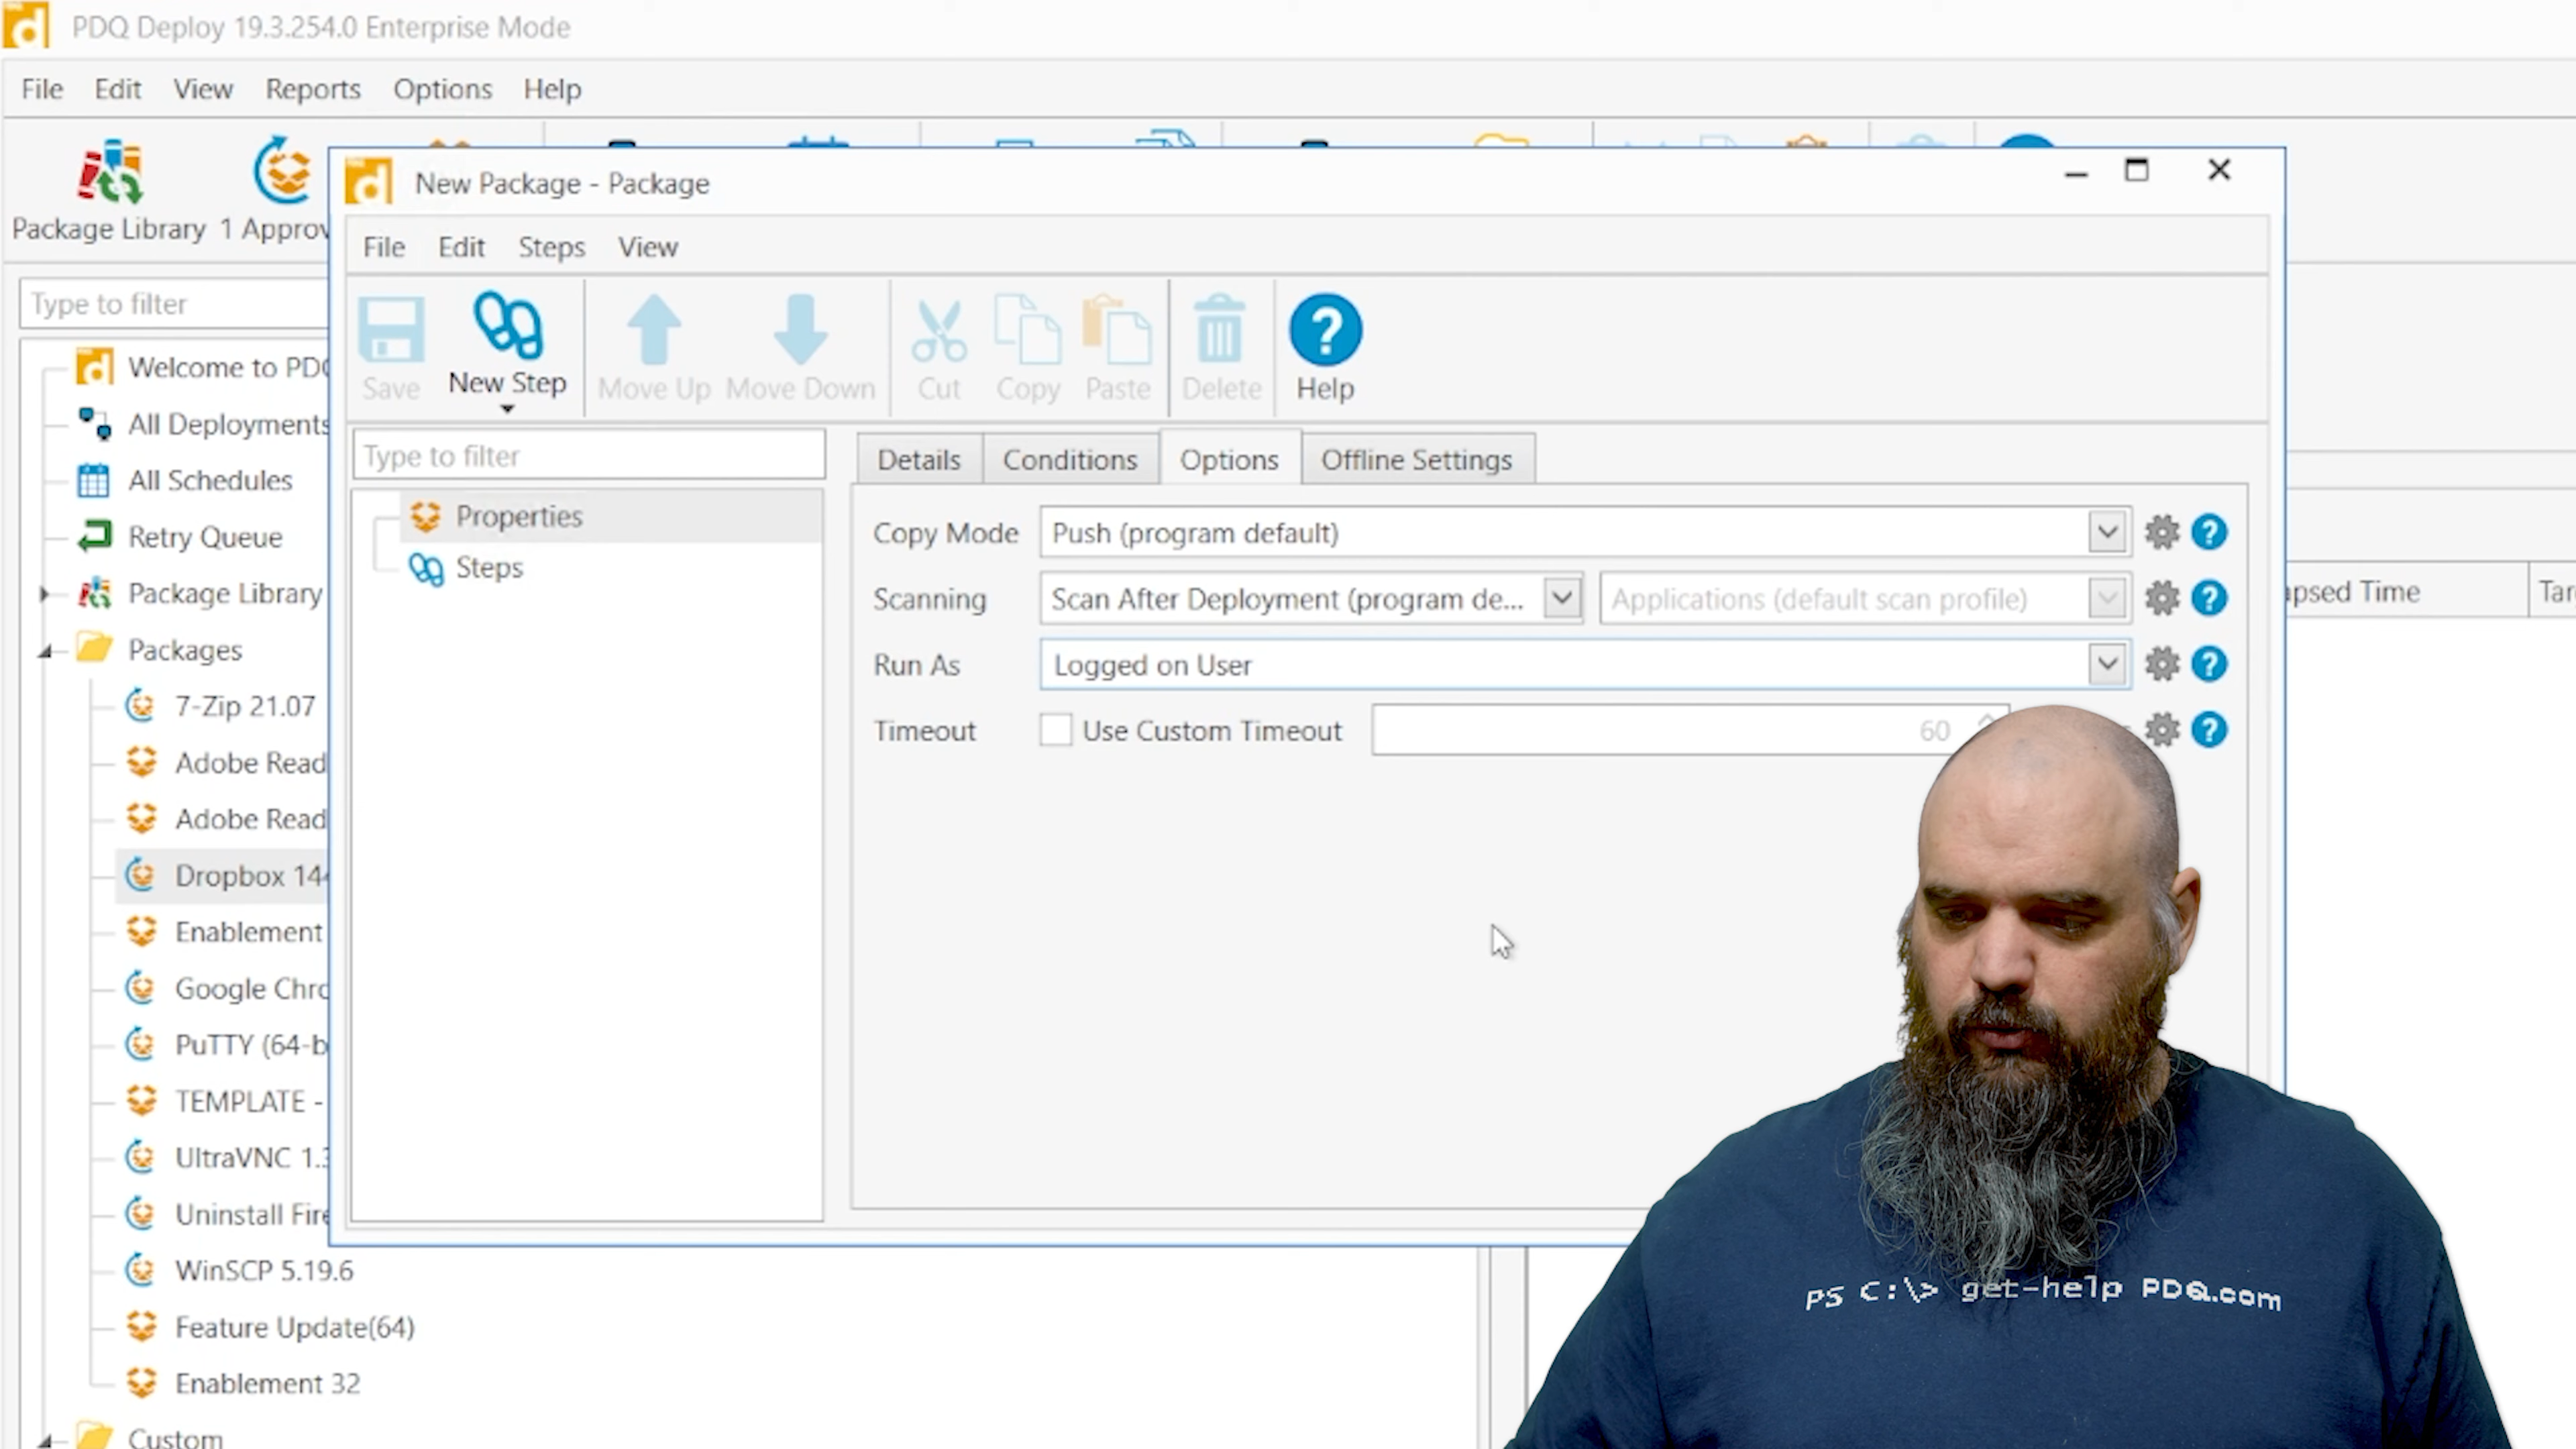 PDQ Deploy 19.3.254.0 Enterprise Mode
File Edit View Reports Options Help
Package Library 1 Approv
New Package - Package
File Edit Steps View
Save New Step Move Up Move Down Cut Copy Paste Delete Help
Type to filter
Welcome to PDQ
All Deployments
All Schedules
Retry Queue
Package Library
Packages
7-Zip 21.07
Adobe Read
Adobe Read
Dropbox 144
Enablement
Google Chro
PuTTY (64-b
TEMPLATE -
UltraVNC 1.3
Uninstall Fire
WinSCP 5.19.6
Feature Update(64)
Enablement 32
Custom
Type to filter
Properties
Steps
Details Conditions Options Offline Settings
Copy Mode Push (program default)
Scanning Scan After Deployment (program de... Applications (default scan profile)
Run As Logged on User
Timeout Use Custom Timeout 60
apsed Time Tar
PS C:\> get-help PDQ.com